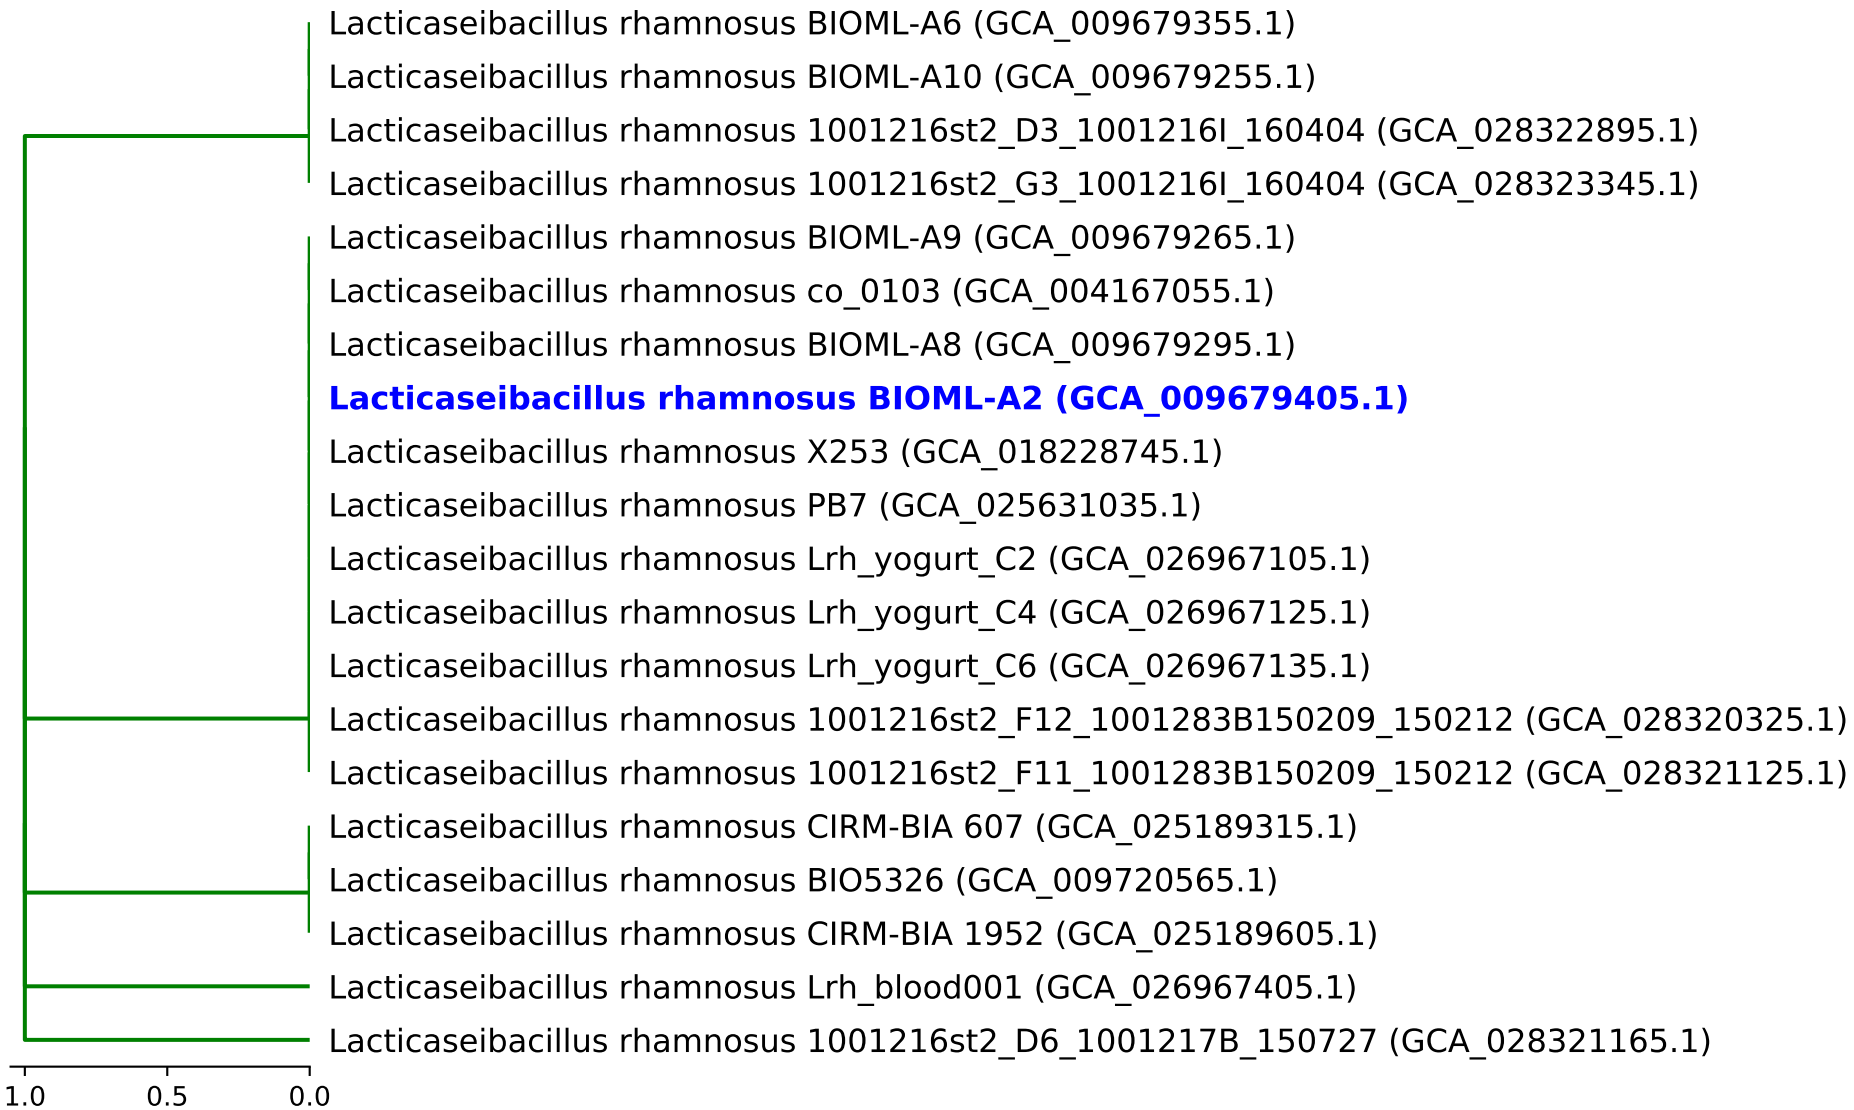 Lacticaseibacillus rhamnosus BIOML-A6 (GCA_009679355.1)
Lacticaseibacillus rhamnosus BIOML-A10 (GCA_009679255.1)
Lacticaseibacillus rhamnosus 1001216st2_D3_1001216I_160404 (GCA_028322895.1)
Lacticaseibacillus rhamnosus 1001216st2_G3_1001216I_160404 (GCA_028323345.1)
Lacticaseibacillus rhamnosus BIOML-A9 (GCA_009679265.1)
Lacticaseibacillus rhamnosus co_0103 (GCA_004167055.1)
Lacticaseibacillus rhamnosus BIOML-A8 (GCA_009679295.1)
Lacticaseibacillus rhamnosus BIOML-A2 (GCA_009679405.1)
Lacticaseibacillus rhamnosus X253 (GCA_018228745.1)
Lacticaseibacillus rhamnosus PB7 (GCA_025631035.1)
Lacticaseibacillus rhamnosus Lrh_yogurt_C2 (GCA_026967105.1)
Lacticaseibacillus rhamnosus Lrh_yogurt_C4 (GCA_026967125.1)
Lacticaseibacillus rhamnosus Lrh_yogurt_C6 (GCA_026967135.1)
Lacticaseibacillus rhamnosus 1001216st2_F12_1001283B150209_150212 (GCA_028320325.1)
Lacticaseibacillus rhamnosus 1001216st2_F11_1001283B150209_150212 (GCA_028321125.1)
Lacticaseibacillus rhamnosus CIRM-BIA 607 (GCA_025189315.1)
Lacticaseibacillus rhamnosus BIO5326 (GCA_009720565.1)
Lacticaseibacillus rhamnosus CIRM-BIA 1952 (GCA_025189605.1)
Lacticaseibacillus rhamnosus Lrh_blood001 (GCA_026967405.1)
Lacticaseibacillus rhamnosus 1001216st2_D6_1001217B_150727 (GCA_028321165.1)
1.0 0.5 0.0